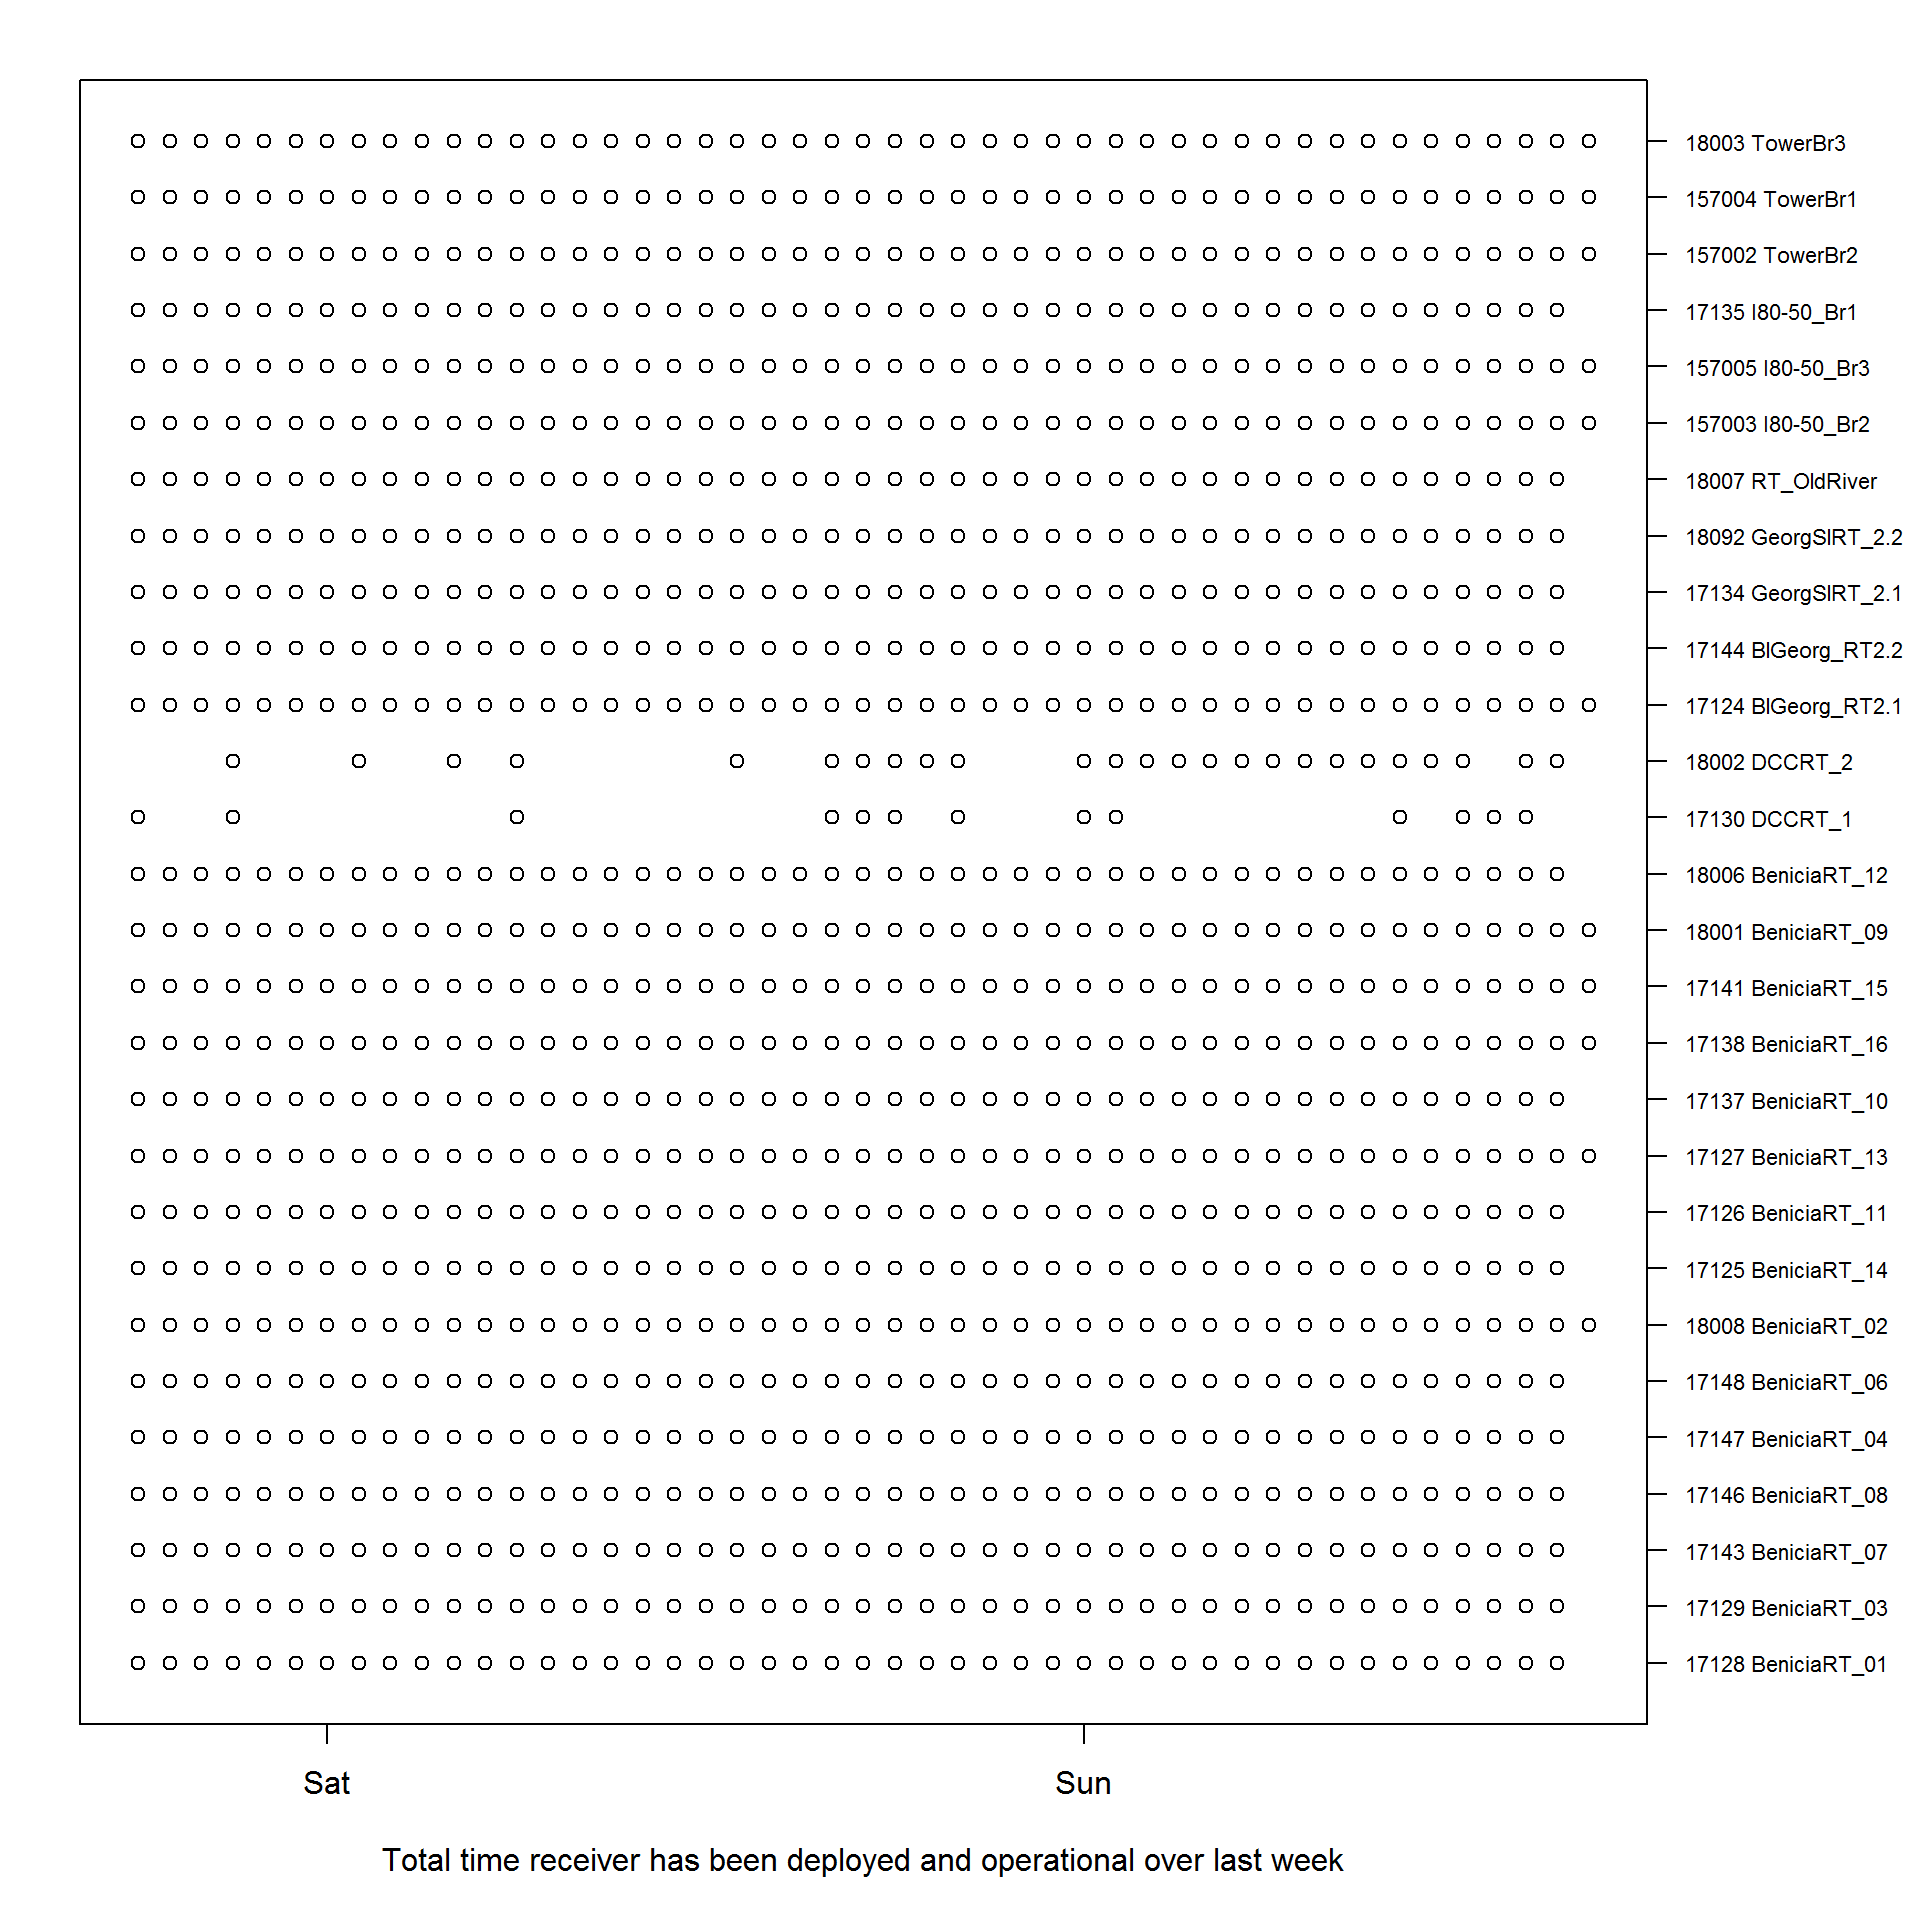 18003 TowerBr3
157004 TowerBr1
157002 TowerBr2
17135 I80-50_Br1
157005 I80-50_Br3
157003 I80-50_Br2
18007 RT_OldRiver
18092 GeorgSlRT_2.2
17134 GeorgSlRT_2.1
17144 BlGeorg_RT2.2
17124 BlGeorg_RT2.1
18002 DCCRT_2
17130 DCCRT_1
18006 BeniciaRT_12
18001 BeniciaRT_09
17141 BeniciaRT_15
17138 BeniciaRT_16
17137 BeniciaRT_10
17127 BeniciaRT_13
17126 BeniciaRT_11
17125 BeniciaRT_14
18008 BeniciaRT_02
17148 BeniciaRT_06
17147 BeniciaRT_04
17146 BeniciaRT_08
17143 BeniciaRT_07
17129 BeniciaRT_03
17128 BeniciaRT_01
Sat Sun
Total time receiver has been deployed and operational over last week